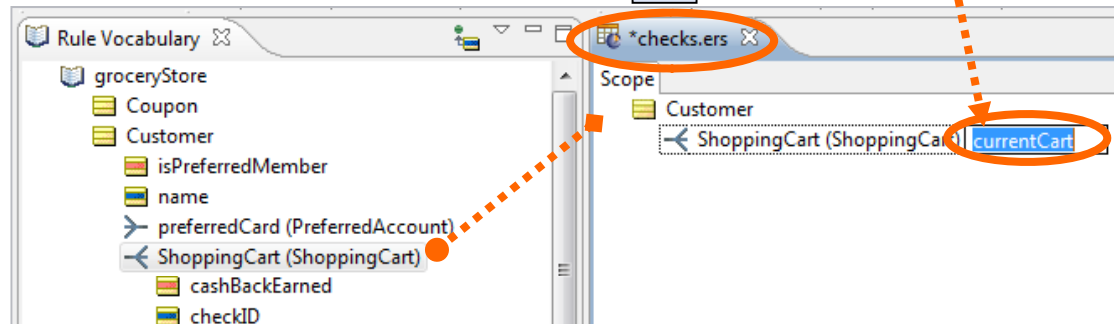 Rule Vocabulary
groceryStore
Coupon
Customer
isPreferredMember
name
preferredCard (PreferredAccount)
ShoppingCart (ShoppingCart)
cashBackEarned
checkID
*checks.ers
Scope
Customer
ShoppingCart (ShoppingCart) currentCart